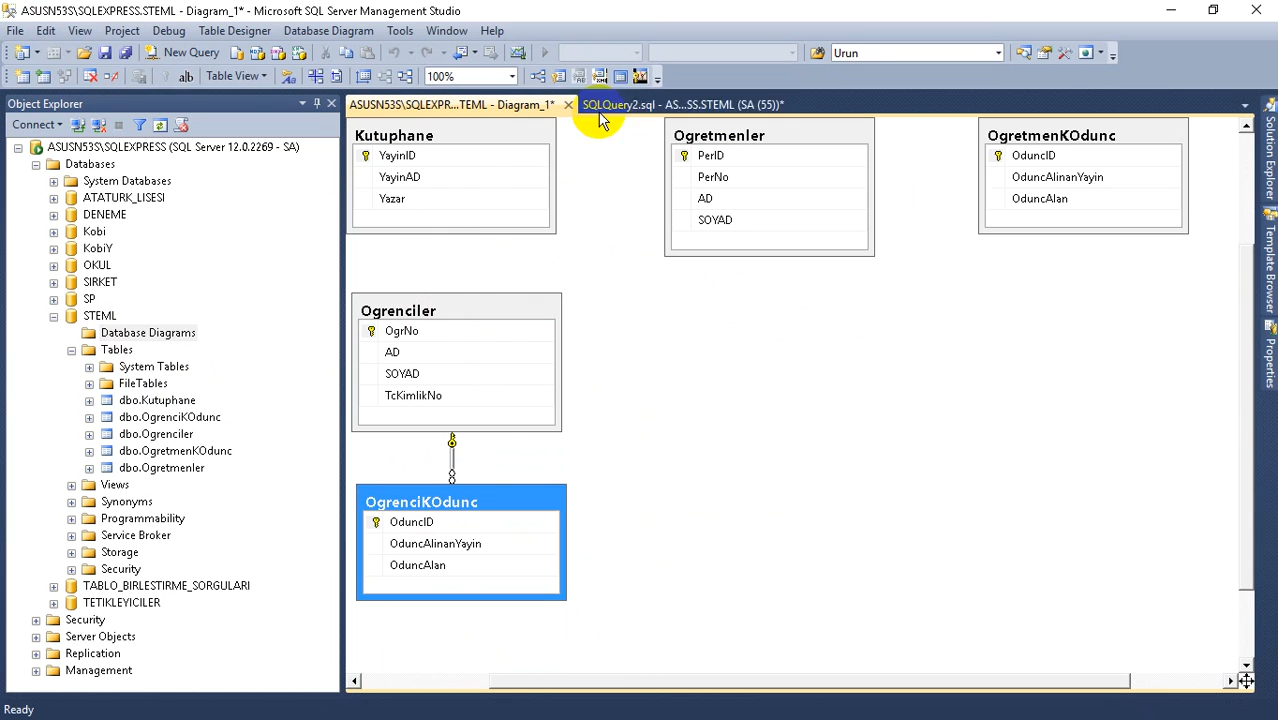 ASUSN53S\SQLEXPRESS.STEML - Diagram_1* - Microsoft SQL Server Management Studio
File Edit View Project Debug Table Designer Database Diagram Tools Window Help
New Query
Urun
Table View
100%
Object Explorer
ASUSN53S\SQLEXPR...TEML - Diagram_1*
SQLQuery2.sql - AS...SS.STEML (SA (55))*
Connect
ASUSN53S\SQLEXPRESS (SQL Server 12.0.2269 - SA)
Databases
System Databases
ATATURK_LISESI
DENEME
Kobi
KobiY
OKUL
SIRKET
SP
STEML
Database Diagrams
Tables
System Tables
FileTables
dbo.Kutuphane
dbo.OgrenciKOdunc
dbo.Ogrenciler
dbo.OgretmenKOdunc
dbo.Ogretmenler
Views
Synonyms
Programmability
Service Broker
Storage
Security
TABLO_BIRLESTIRME_SORGULARI
TETIKLEYICILER
Security
Server Objects
Replication
Management
Kutuphane
YayinID
YayinAD
Yazar
Ogretmenler
PerID
PerNo
AD
SOYAD
OgretmenKOdunc
OduncID
OduncAlinanYayin
OduncAlan
Ogrenciler
OgrNo
AD
SOYAD
TcKimlikNo
OgrenciKOdunc
OduncID
OduncAlinanYayin
OduncAlan
Solution Explorer
Template Browser
Properties
Ready